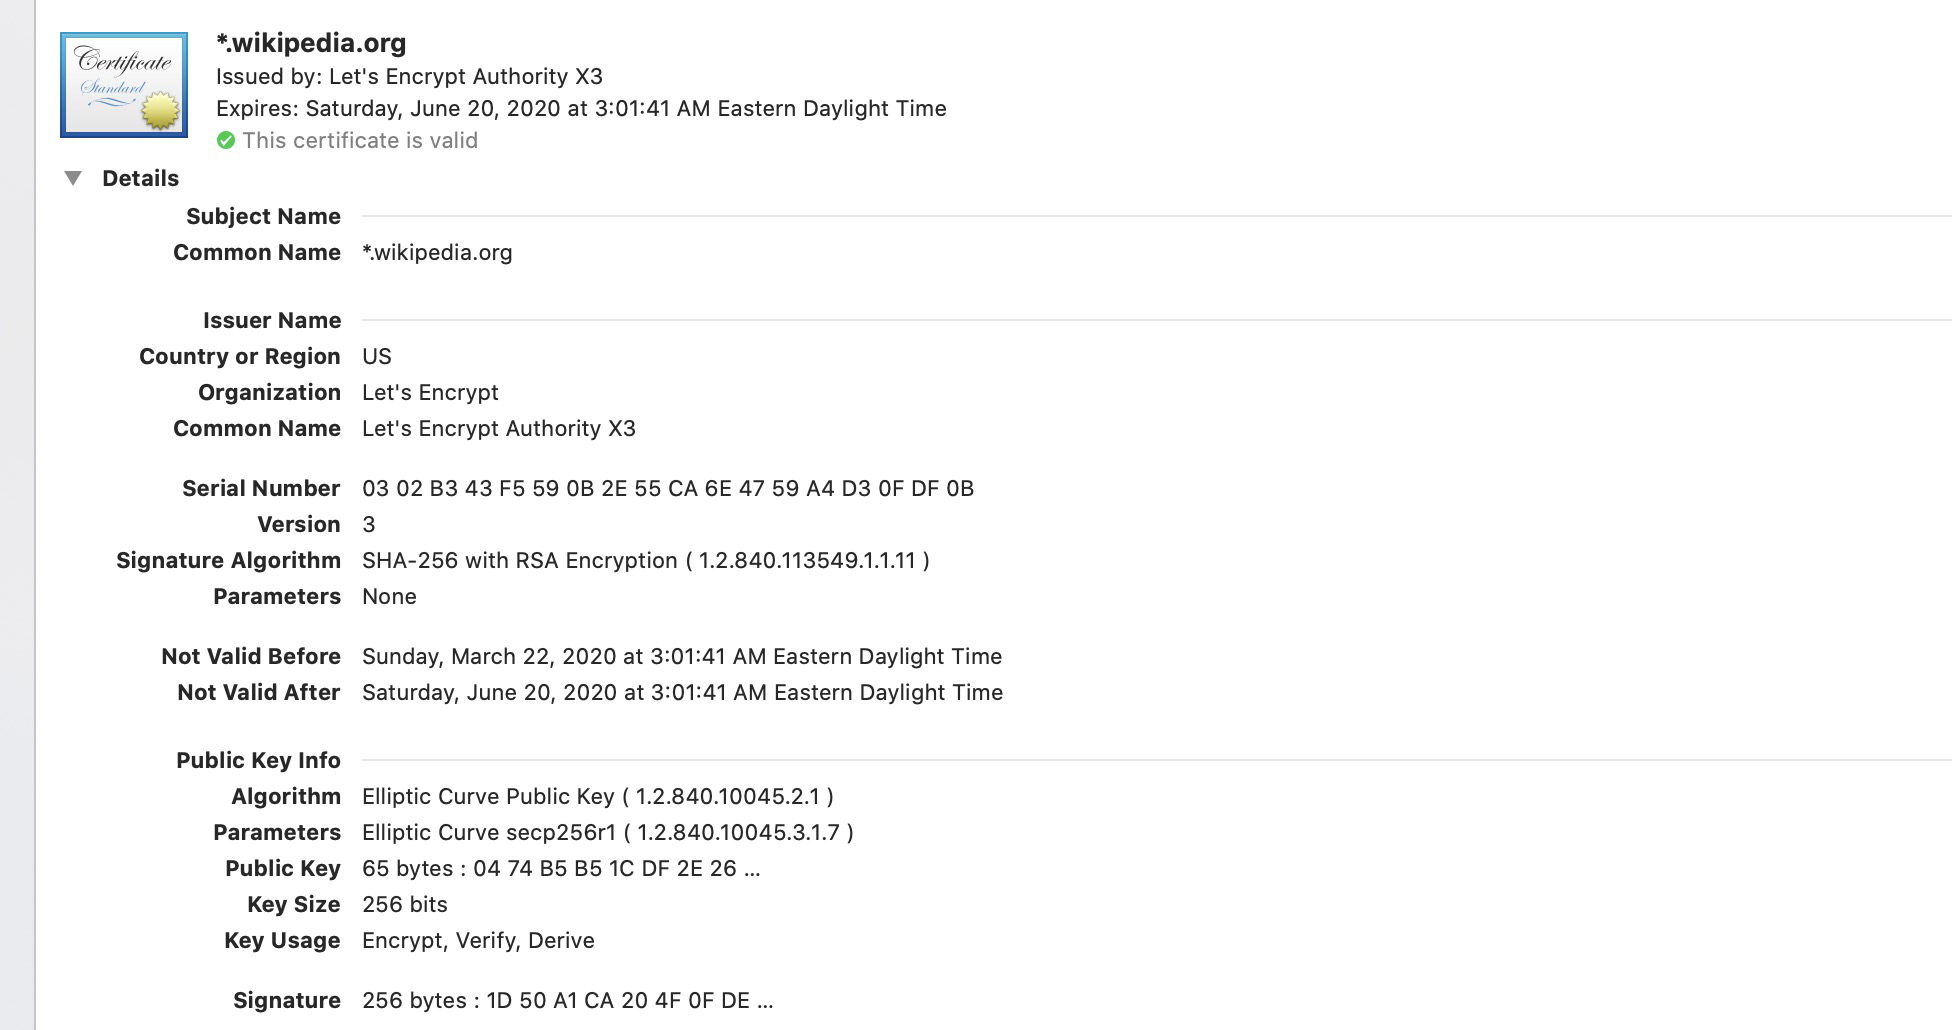 Certificate
Standard
*.wikipedia.org
Issued by: Let's Encrypt Authority X3
Expires: Saturday, June 20, 2020 at 3:01:41 AM Eastern Daylight Time
This certificate is valid
Details
Subject Name
Common Name *.wikipedia.org
Issuer Name
Country or Region US
Organization Let's Encrypt
Common Name Let's Encrypt Authority X3
Serial Number 03 02 B3 43 F5 59 0B 2E 55 CA 6E 47 59 A4 D3 0F DF 0B
Version 3
Signature Algorithm SHA-256 with RSA Encryption ( 1.2.840.113549.1.1.11 )
Parameters None
Not Valid Before Sunday, March 22, 2020 at 3:01:41 AM Eastern Daylight Time
Not Valid After Saturday, June 20, 2020 at 3:01:41 AM Eastern Daylight Time
Public Key Info
Algorithm Elliptic Curve Public Key ( 1.2.840.10045.2.1 )
Parameters Elliptic Curve secp256r1 ( 1.2.840.10045.3.1.7 )
Public Key 65 bytes : 04 74 B5 B5 1C DF 2E 26 ...
Key Size 256 bits
Key Usage Encrypt, Verify, Derive
Signature 256 bytes : 1D 50 A1 CA 20 4F 0F DE ...